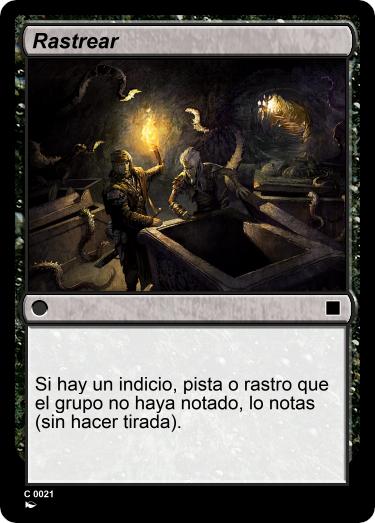 Rastrear
Si hay un indicio, pista o rastro que
el grupo no haya notado, lo notas
(sin hacer tirada).
C 0021